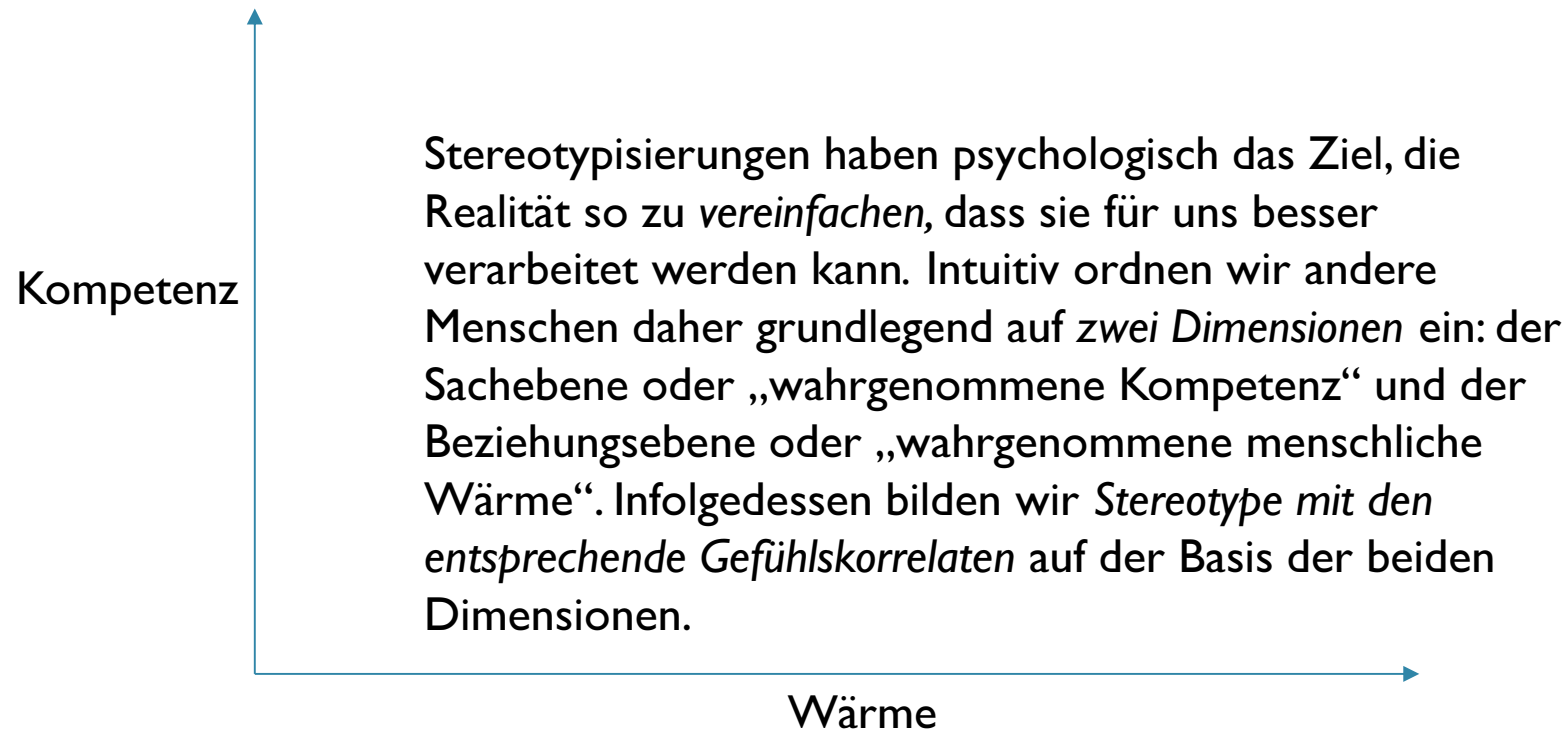 Stereotypisierungen haben psychologisch das Ziel, die
Realität so zu vereinfachen, dass sie für uns besser
verarbeitet werden kann. Intuitiv ordnen wir andere
Menschen daher grundlegend auf zwei Dimensionen ein: der
Sachebene oder „wahrgenommene Kompetenz“ und der
Beziehungsebene oder „wahrgenommene menschliche
Wärme“. Infolgedessen bilden wir Stereotype mit den
entsprechende Gefühlskorrelaten auf der Basis der beiden
Dimensionen.
Kompetenz
Wärme